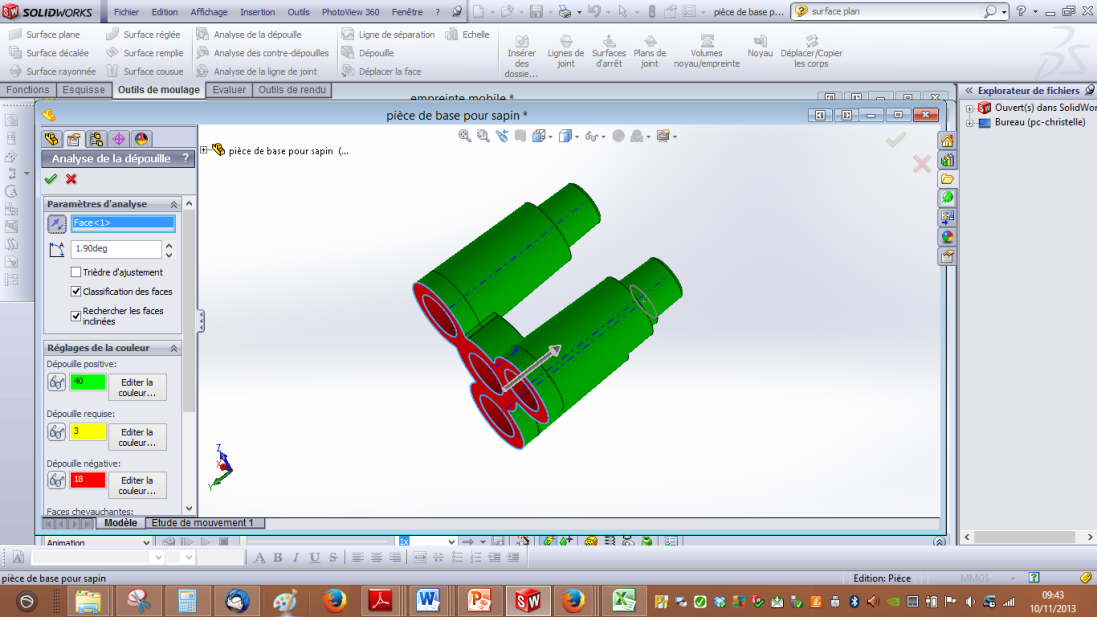 SOLIDWORKS
Fichier Edition Affichage Insertion Outils PhotoView 360 Fenêtre ?
pièce de base p...
surface plan
Surface plane
Surface décalée
Surface rayonnée
Surface réglée
Surface remplie
Surface cousue
Analyse de la dépouille
Analyse des contre-dépouilles
Analyse de la ligne de joint
Ligne de séparation
Dépouille
Déplacer la face
Echelle
Insérer des dossie...
Lignes de joint
Surfaces d'arrêt
Plans de joint
Volumes noyau/empreinte
Noyau
Déplacer/Copier les corps
Fonctions Esquisse Outils de moulage Evaluer Outils de rendu
empreinte mobile *
pièce de base pour sapin *
Explorateur de fichiers
Ouvert(s) dans SolidWor
Bureau (pc-christelle)
pièce de base pour sapin (...
Analyse de la dépouille ?
Paramètres d'analyse
Face<1>
1.90deg
Trièdre d'ajustement
Classification des faces
Rechercher les faces
inclinées
Réglages de la couleur
Dépouille positive:
40
Editer la
couleur...
Dépouille requise:
3
Editer la
couleur...
Dépouille négative:
18
Editer la
couleur...
Faces chevauchantes:
Z
X
Y
Modèle Etude de mouvement 1
Animation
1x
A B I U S
pièce de base pour sapin
Edition: Pièce
MMGS
09:43
10/11/2013